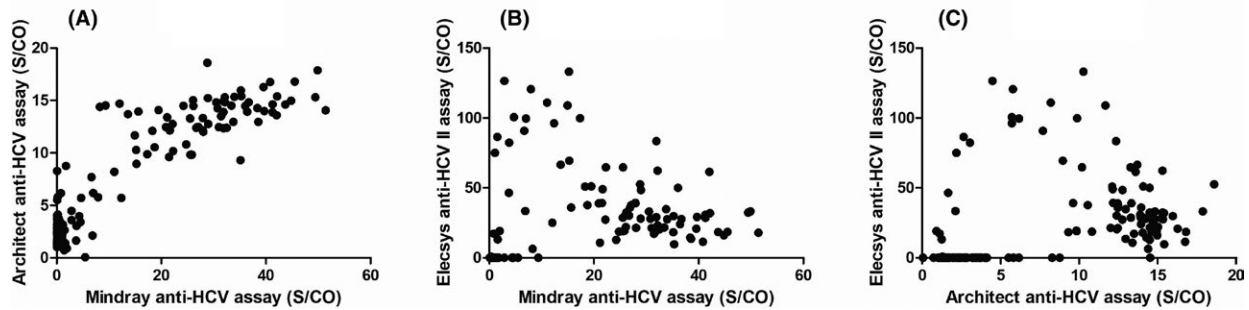 (A)
Architect anti-HCV assay (S/CO)
20
15
10
5
0
0 20 40 60
Mindray anti-HCV assay (S/CO)
(B)
Elecsys anti-HCV II assay (S/CO)
150
100
50
0
0 20 40 60
Mindray anti-HCV assay (S/CO)
(C)
Elecsys anti-HCV II assay (S/CO)
150
100
50
0
0 5 10 15 20
Architect anti-HCV assay (S/CO)